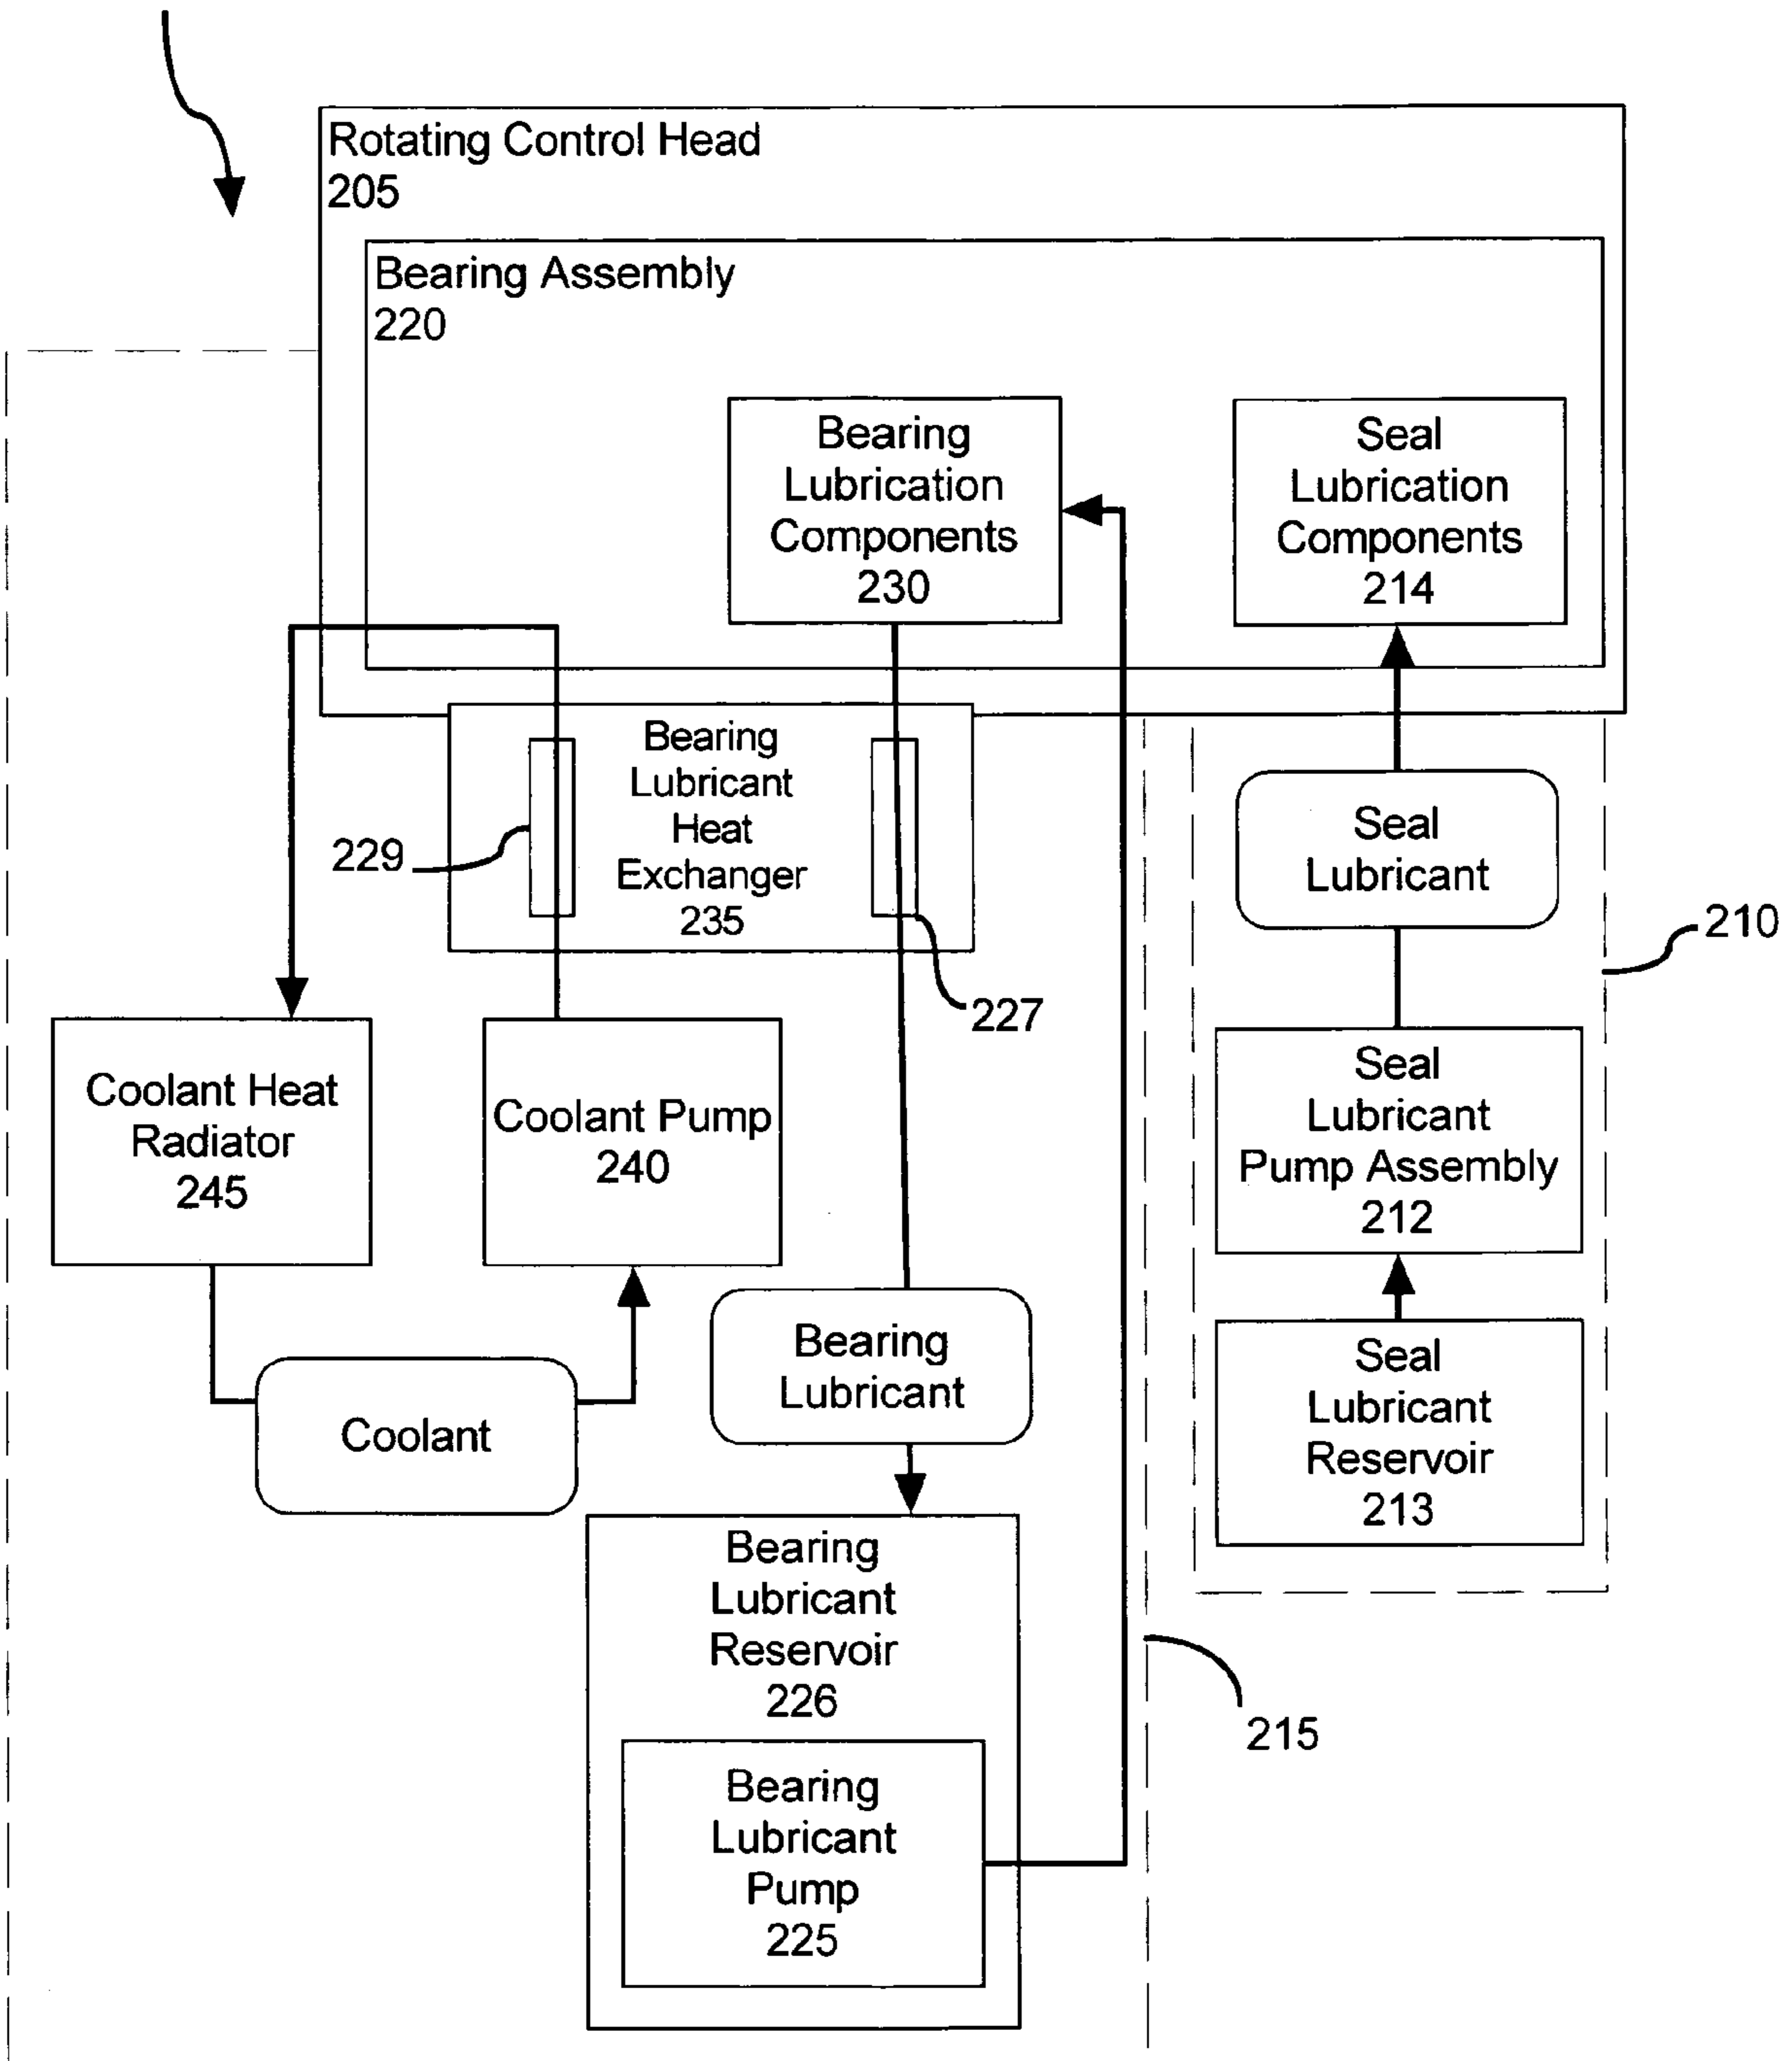 Rotating Control Head
205
Bearing Assembly
220
Bearing
Lubrication
Components
230
Seal
Lubrication
Components
214
Bearing
Lubricant
Heat
Exchanger
235
229
227
Seal
Lubricant
210
Coolant Heat
Radiator
245
Coolant Pump
240
Seal
Lubricant
Pump Assembly
212
Bearing
Lubricant
Coolant
Seal
Lubricant
Reservoir
213
Bearing
Lubricant
Reservoir
226
215
Bearing
Lubricant
Pump
225